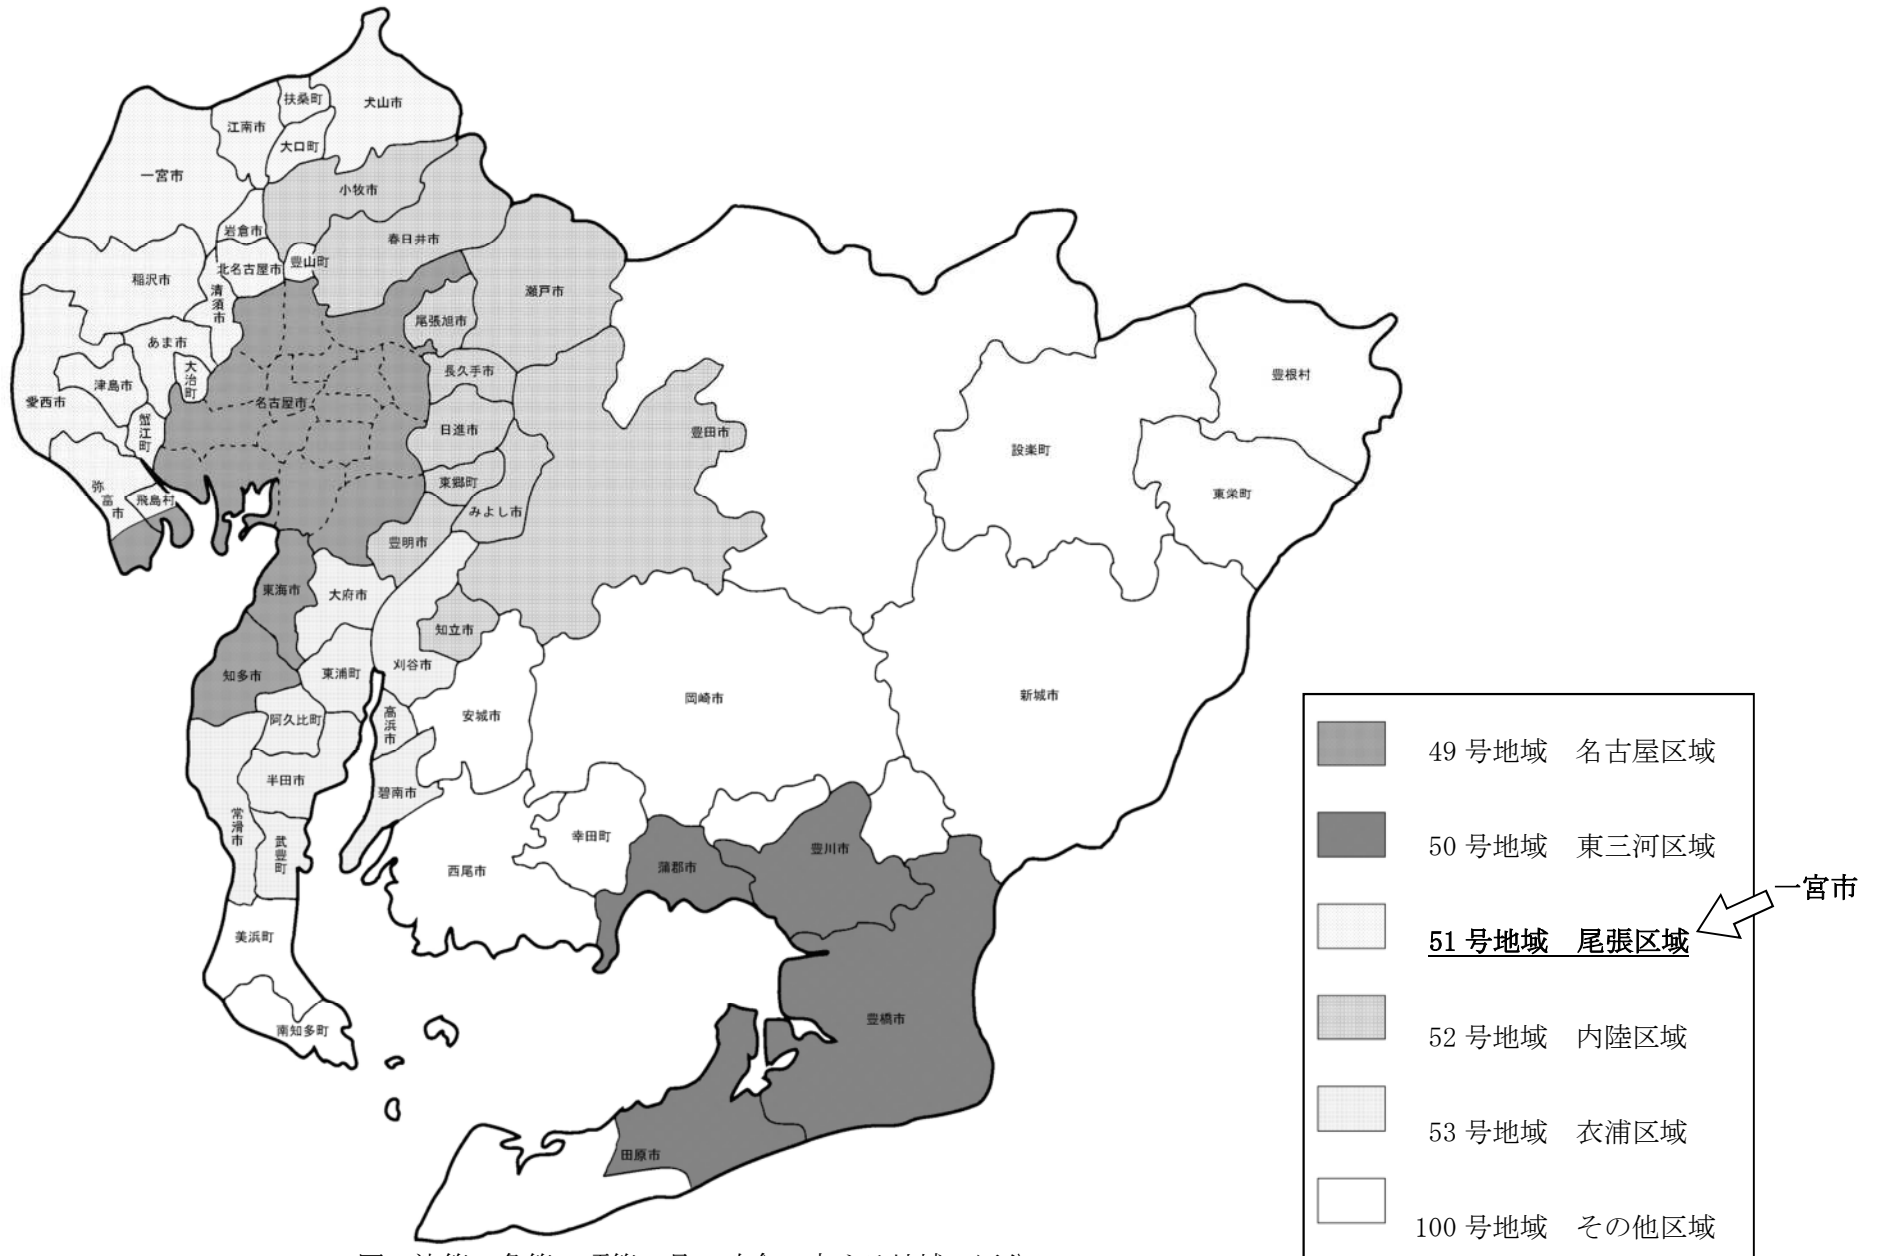 犬山市
扶桑町
江南市
大口町
一宮市
小牧市
岩倉市
春日井市
北名古屋市
豊山町
稲沢市
清須市
瀬戸市
尾張旭市
あま市
大治町
長久手市
津島市
愛西市
名古屋市
蟹江町
日進市
豊田市
豊根村
設楽町
東栄町
東郷町
弥富市
飛島村
みよし市
豊明市
東海市
大府市
知立市
刈谷市
東浦町
知多市
岡崎市
新城市
阿久比町
高浜市
安城市
半田市
碧南市
常滑市
武豊町
幸田町
豊川市
蒲郡市
西尾市
美浜町
南知多町
豊橋市
田原市
49 号地域 名古屋区域
50 号地域 東三河区域
一宮市
51 号地域 尾張区域
52 号地域 内陸区域
53 号地域 衣浦区域
100 号地域 その他区域